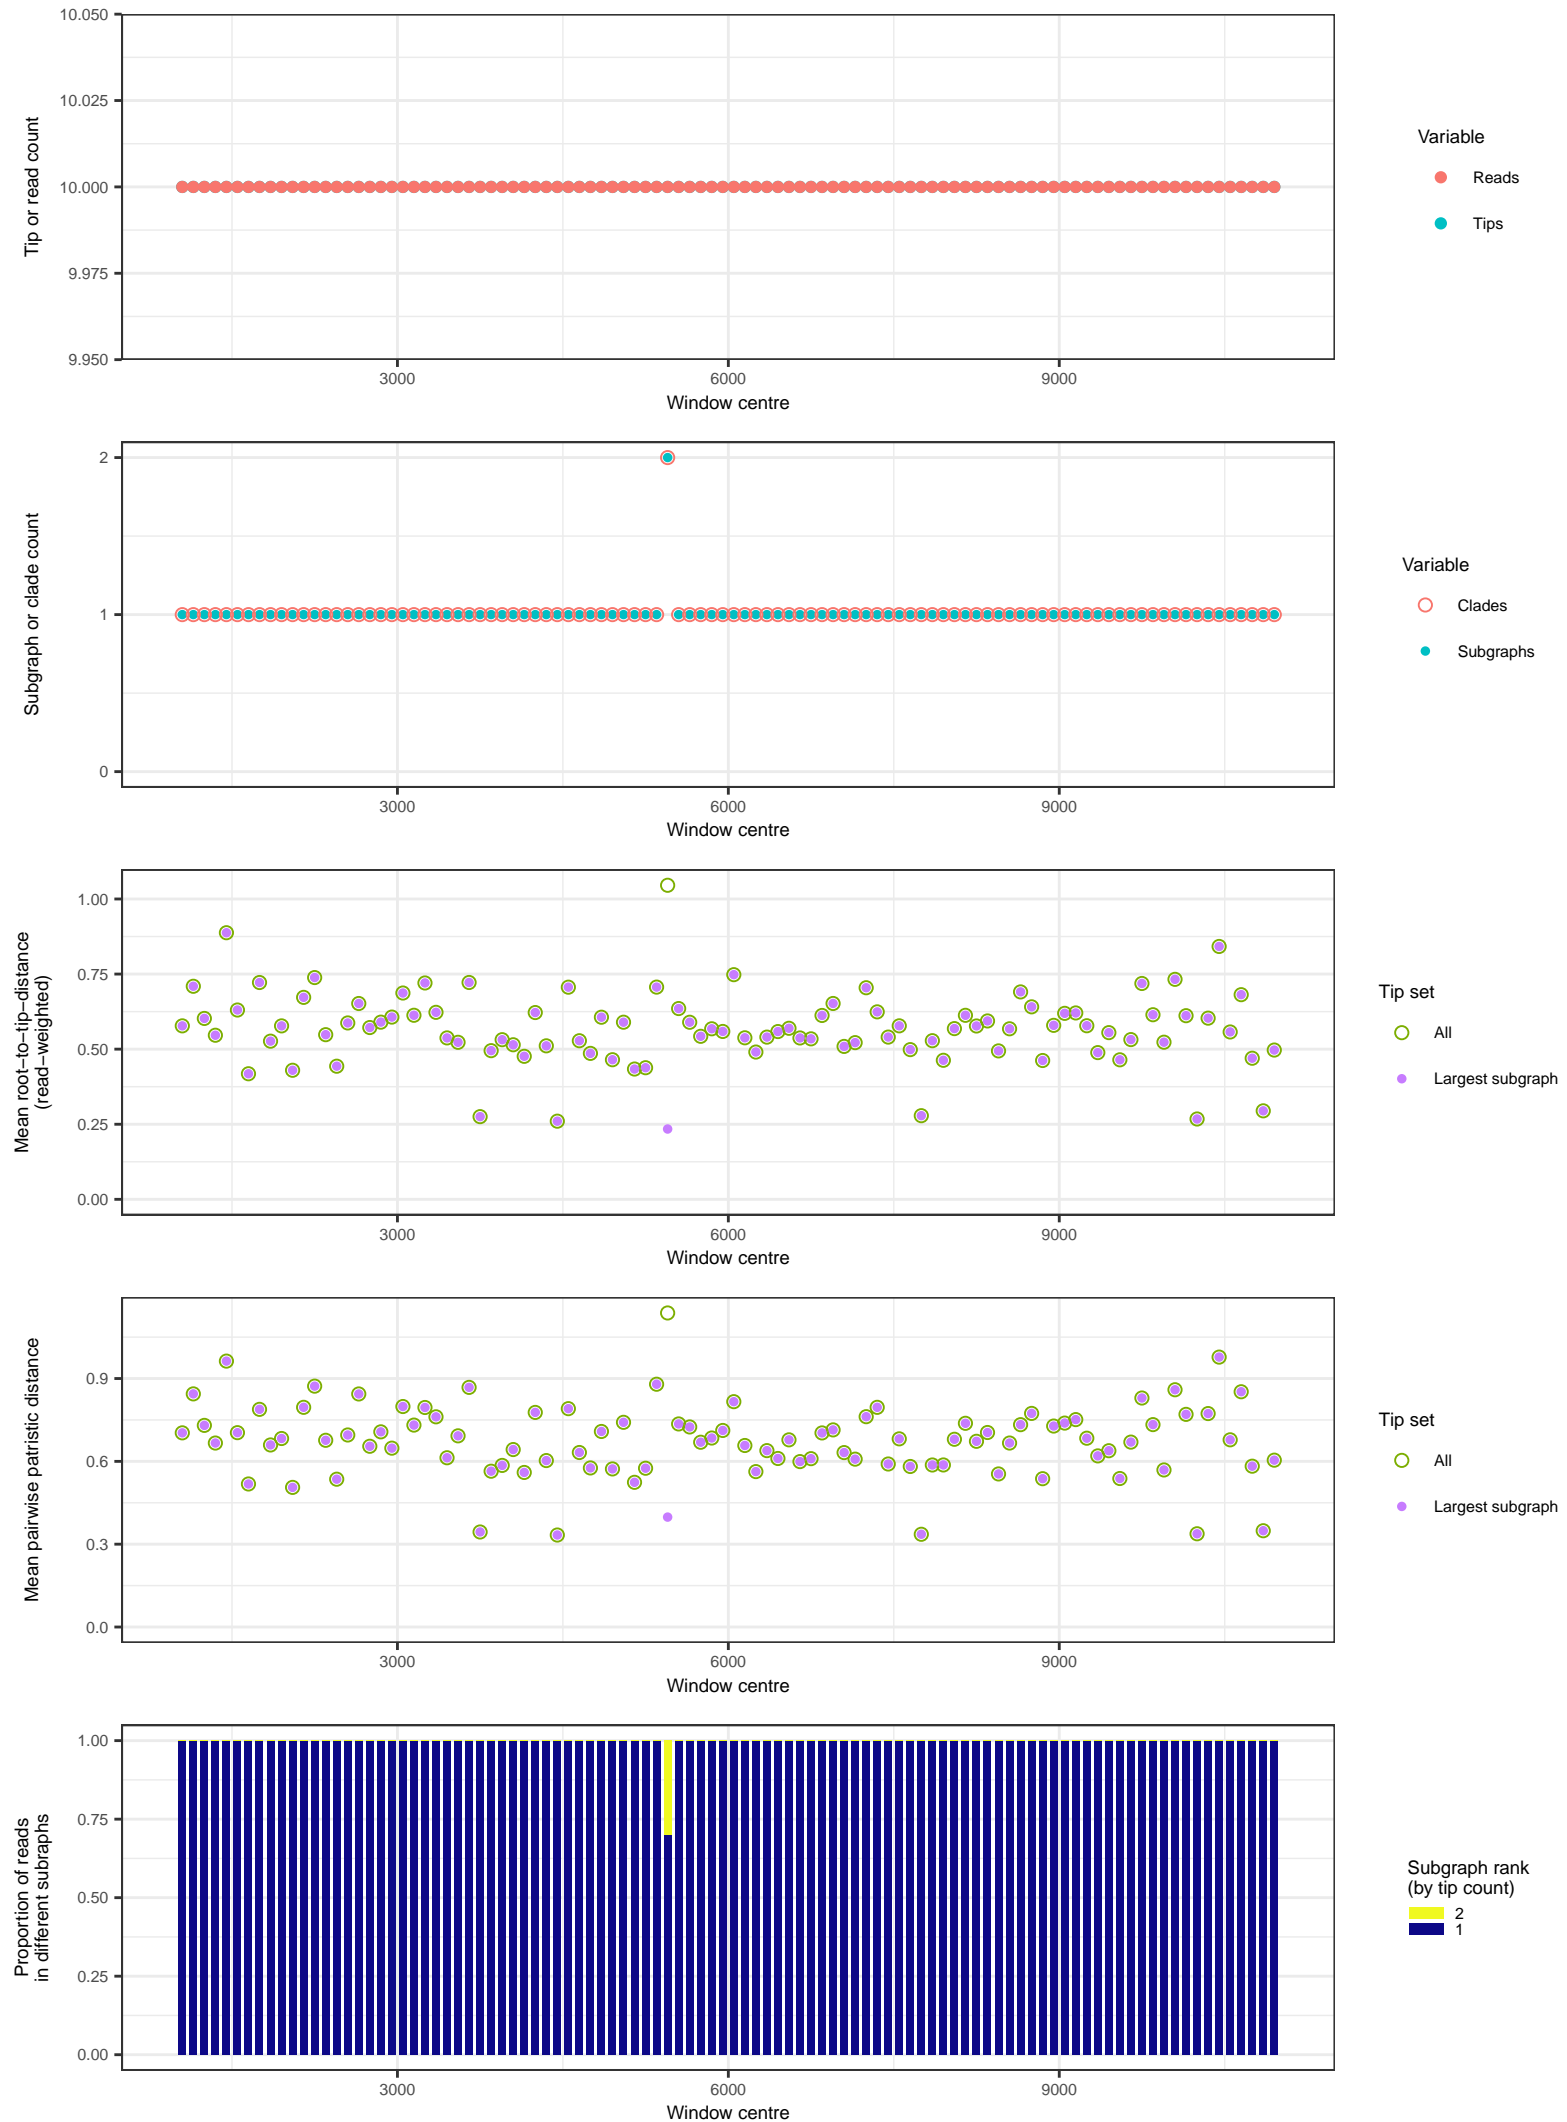 10.050
10.025
10.000
9.975
9.950
Tip or read count
3000 6000 9000
Window centre
Variable
Reads
Tips
2
1
0
Subgraph or clade count
3000 6000 9000
Window centre
Variable
Clades
Subgraphs
1.00
0.75
0.50
0.25
0.00
Mean root−to−tip−distance
(read−weighted)
3000 6000 9000
Window centre
Tip set
All
Largest subgraph
0.9
0.6
0.3
0.0
Mean pairwise patristic distance
3000 6000 9000
Window centre
Tip set
All
Largest subgraph
1.00
0.75
0.50
0.25
0.00
Proportion of reads
in different subraphs
3000 6000 9000
Window centre
Subgraph rank
(by tip count)
2
1